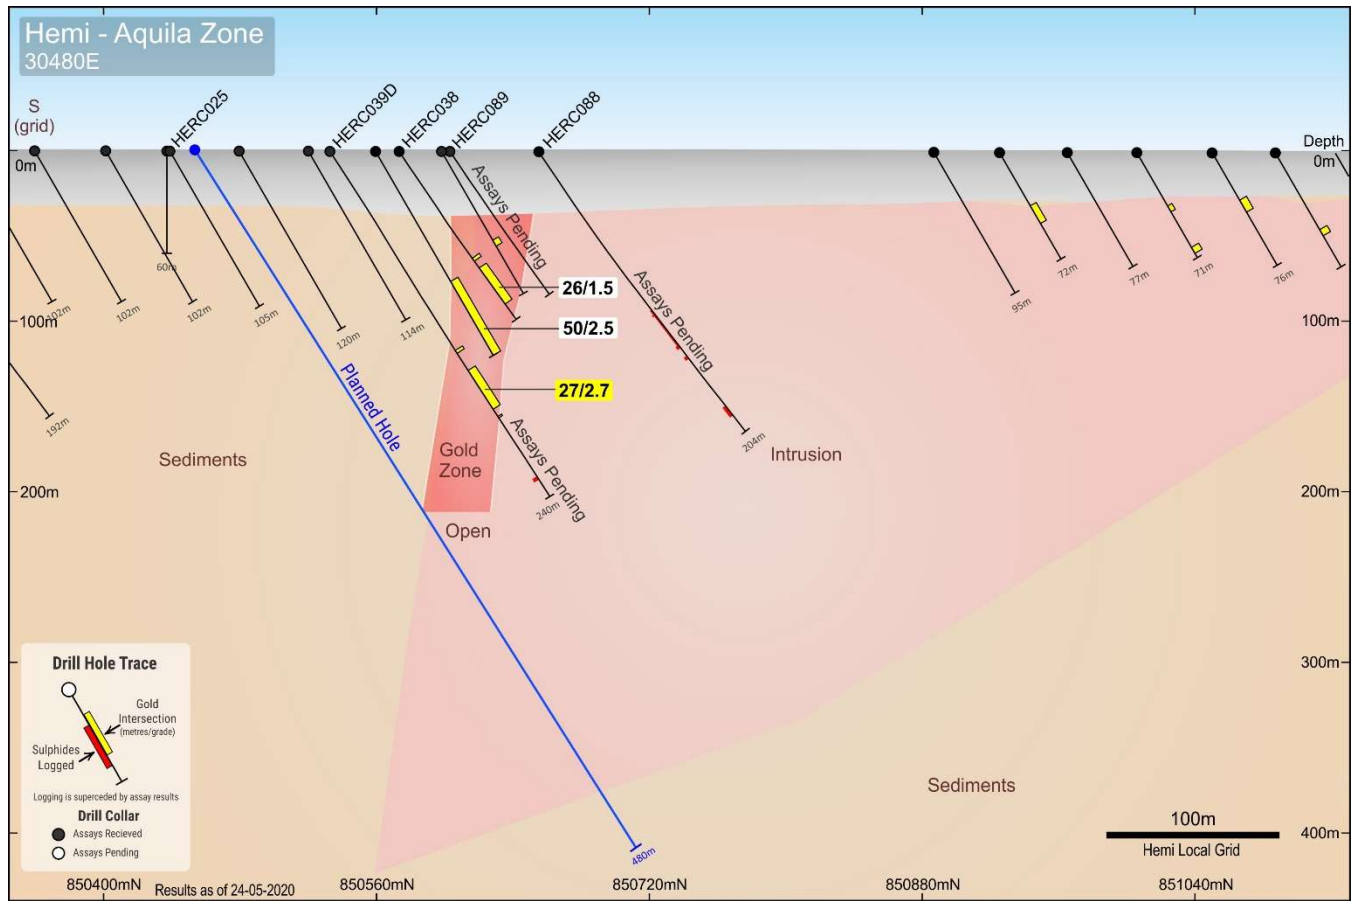 Hemi - Aquila Zone
30480E
S
(grid)
HERC025
HERC039D
HERC038
HERC089
HERC088
Depth
0m
0m
Assays Pending
60m
102m
102m
102m
105m
120m
114m
192m
26/1.5
50/2.5
27/2.7
Assays Pending
204m
95m
72m
77m
71m
76m
100m
100m
Planned Hole
Sediments
Gold
Zone
Assays Pending
240m
Intrusion
200m
200m
Open
300m
Drill Hole Trace
Gold
Intersection
(metres/grade)
Sulphides
Logged
Logging is superceded by assay results
Drill Collar
Assays Recieved
Assays Pending
Sediments
480m
100m
Hemi Local Grid
400m
850400mN
Results as of 24-05-2020
850560mN
850720mN
850880mN
851040mN